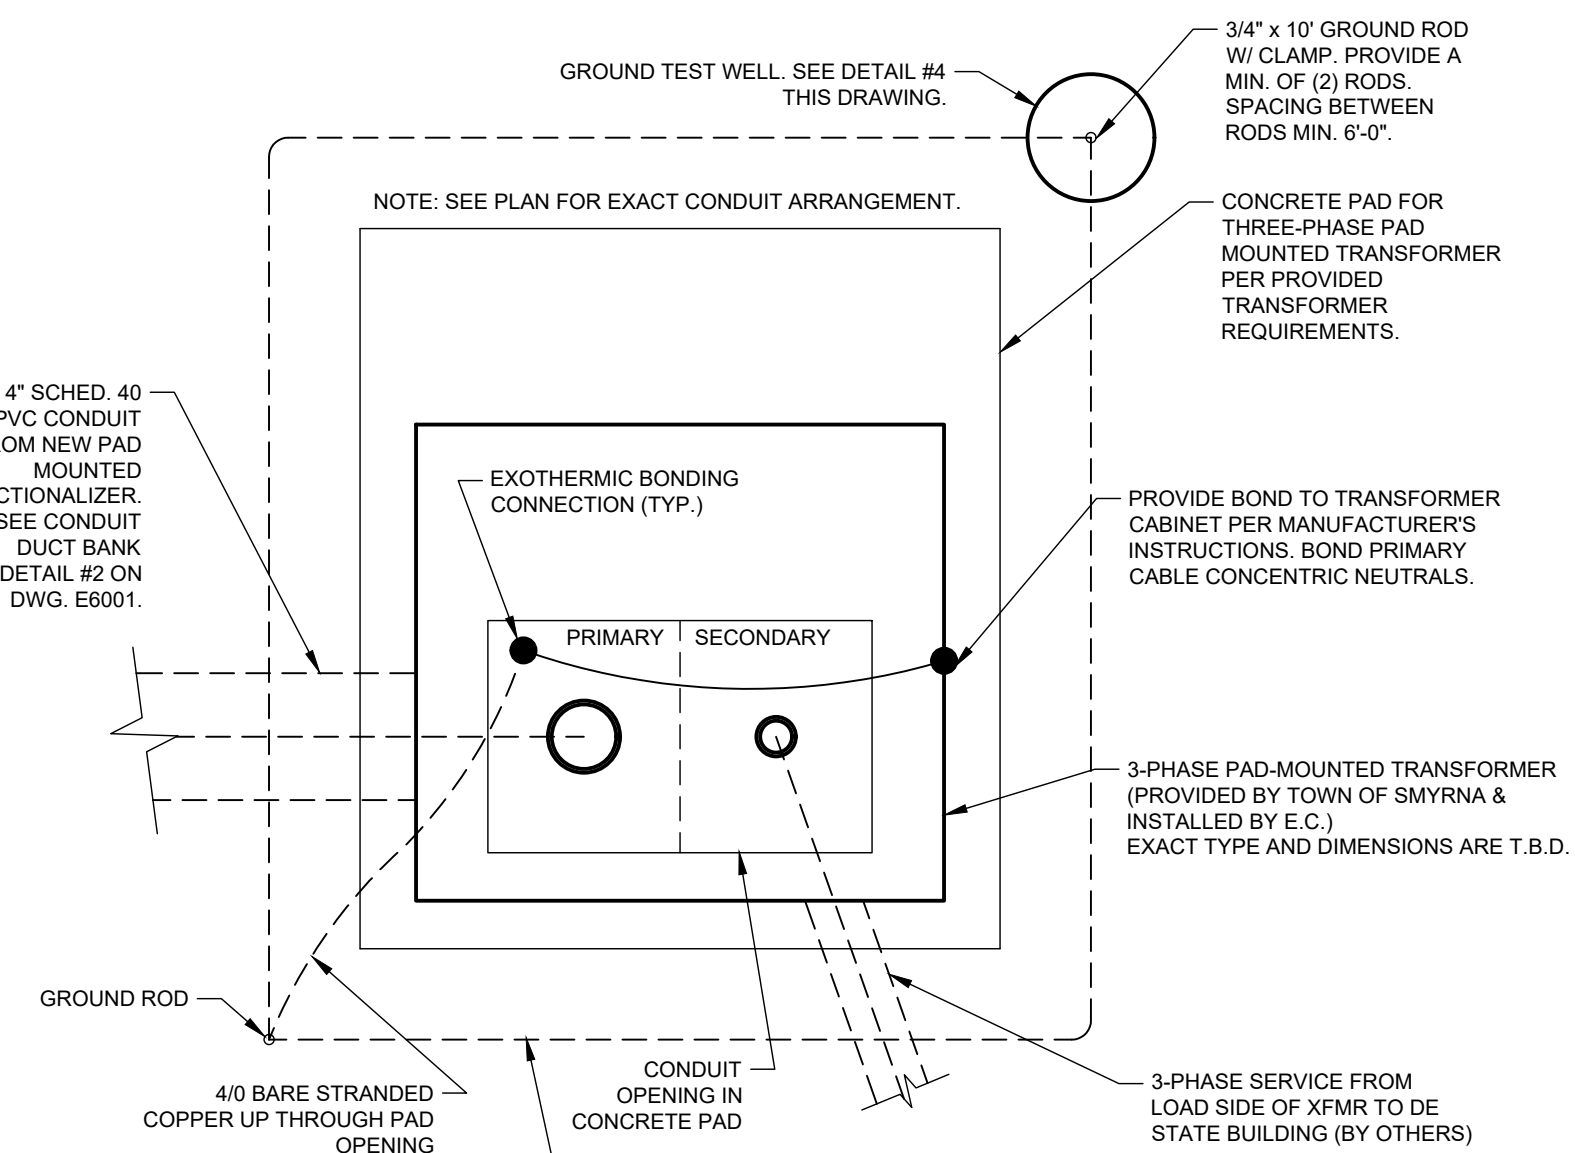 3/4" x 10' GROUND ROD
W/ CLAMP. PROVIDE A
MIN. OF (2) RODS.
SPACING BETWEEN
RODS MIN. 6'-0".
GROUND TEST WELL. SEE DETAIL #4
THIS DRAWING.
NOTE: SEE PLAN FOR EXACT CONDUIT ARRANGEMENT.
CONCRETE PAD FOR
THREE-PHASE PAD
MOUNTED TRANSFORMER
PER PROVIDED
TRANSFORMER
REQUIREMENTS.
4" SCHED. 40
PVC CONDUIT
NEW PAD
MOUNTED
SEE CONDUIT
DUCT BANK
DETAIL #2 ON
DWG. E6001.
EXOTHERMIC BONDING
CONNECTION (TYP.)
PROVIDE BOND TO TRANSFORMER
CABINET PER MANUFACTURER'S
INSTRUCTIONS. BOND PRIMARY
CABLE CONCENTRIC NEUTRALS.
PRIMARY
SECONDARY
3-PHASE PAD-MOUNTED TRANSFORMER
(PROVIDED BY TOWN OF SMYRNA &
INSTALLED BY E.C.)
EXACT TYPE AND DIMENSIONS ARE T.B.D.
GROUND ROD
4/0 BARE STRANDED
COPPER UP THROUGH PAD
OPENING
CONDUIT
OPENING IN
CONCRETE PAD
3-PHASE SERVICE FROM
LOAD SIDE OF XFMR TO DE
STATE BUILDING (BY OTHERS)